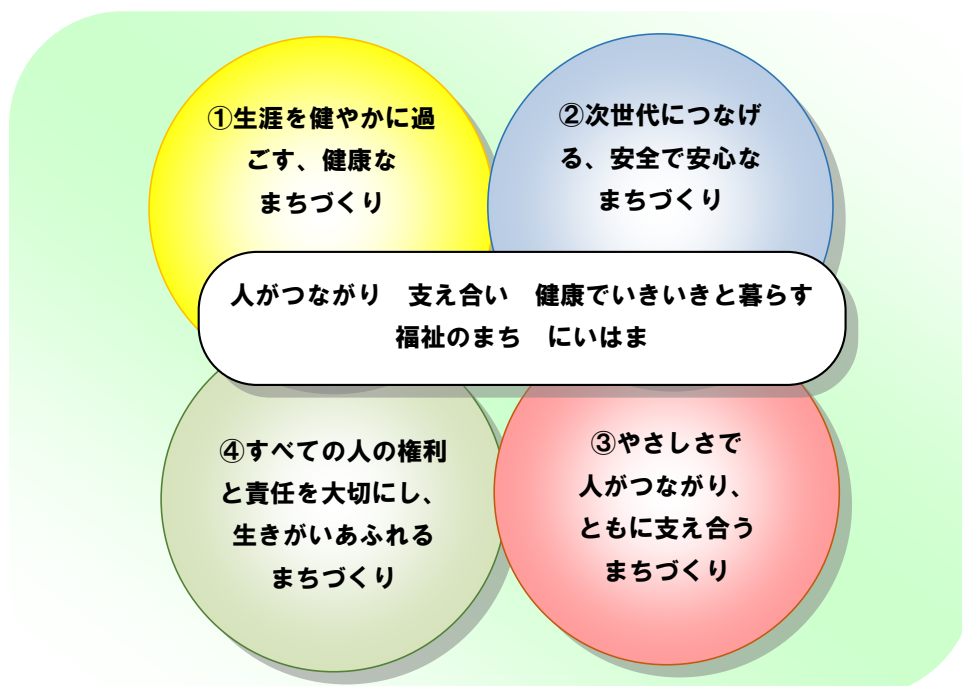 ①生涯を健やかに過
ごす、健康な
まちづくり
②次世代につなげ
る、安全で安心な
まちづくり
人がつながり　支え合い　健康でいきいきと暮らす
福祉のまち　にいはま
④すべての人の権利
と責任を大切にし、
生きがいあふれる
まちづくり
③やさしさで
人がつながり、
ともに支え合う
まちづくり